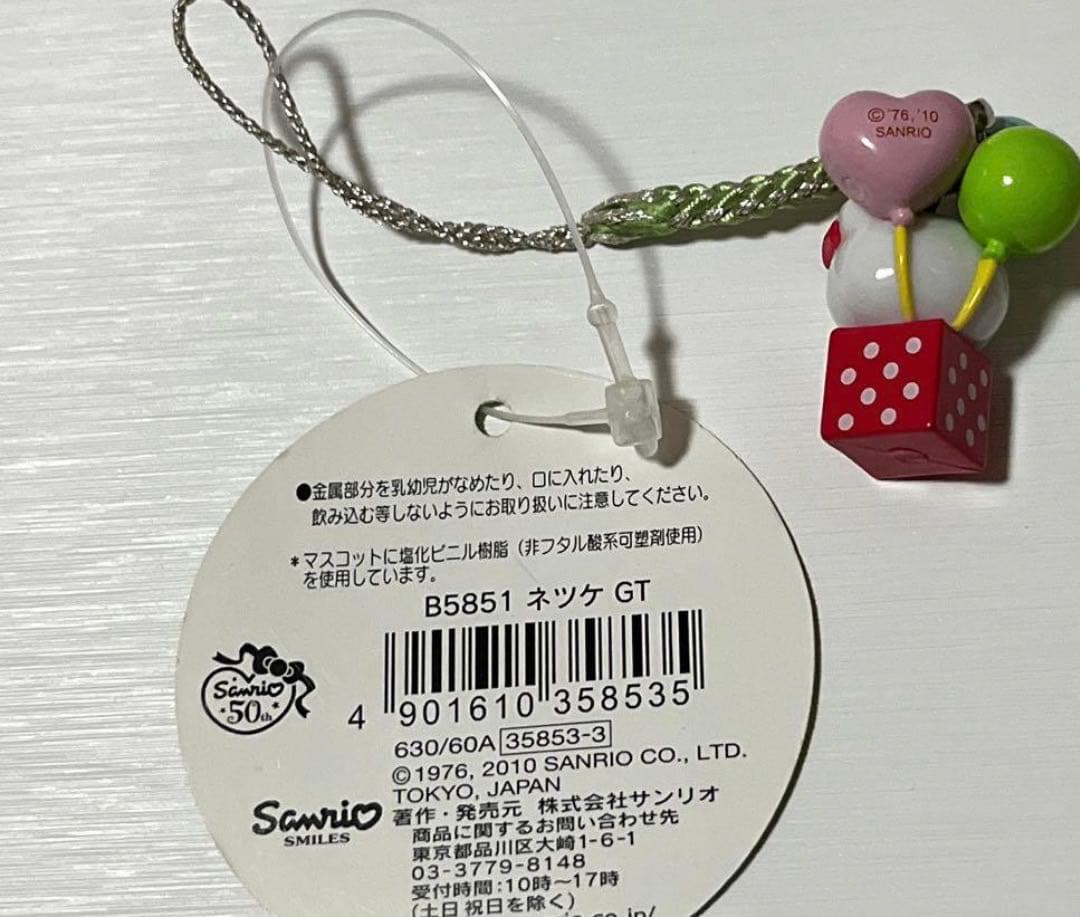 ©'76,'10
SANRIO
●金属部分を乳幼児がなめたり、口に入れたり、
飲み込む等しないようにお取り扱いに注意してください。
*マスコットに塩化ビニル樹脂（非フタル酸系可塑剤使用）
を使用しています。
B5851 ネツケ GT
4 901610 358535
Sanrio
50th
630/60A 35853-3
©1976, 2010 SANRIO CO., LTD.
TOKYO, JAPAN
Sanrio
SMILES
著作・発売元 株式会社サンリオ
商品に関するお問い合わせ先
東京都品川区大崎1-6-1
03-3779-8148
受付時間:10時〜17時
(土日祝日を除く)